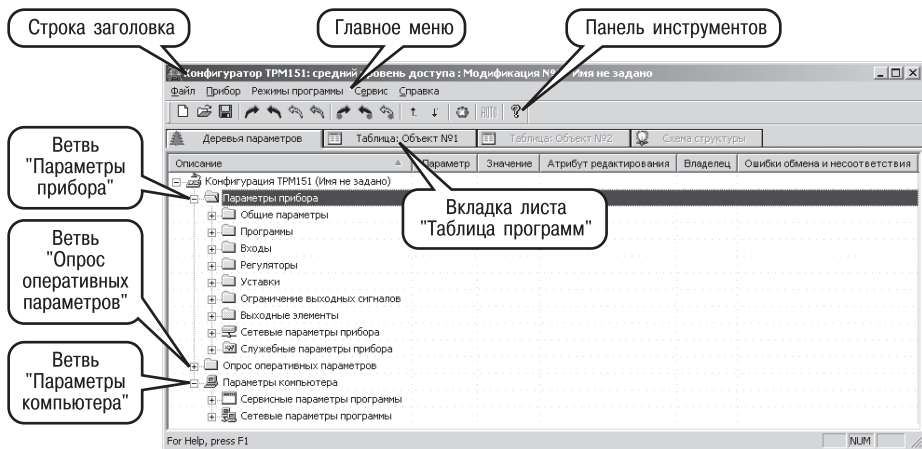 Строка заголовка
Главное меню
Панель инструментов
Конфигуратор ТРМ151: средний уровень доступа : Модификация Имя не задано
Файл Прибор Режимы программы Сервис Справка
AUTO
Деревья параметров Таблица: Объект №1 Таблица: Объект №2 Схема структуры
Описание Параметр Значение Атрибут редактирования Владелец Ошибки обмена и несоответствия
Конфигурация ТРМ151 (Имя не задано)
Параметры прибора
Общие параметры
Программы
Входы
Регуляторы
Уставки
Ограничение выходных сигналов
Выходные элементы
Сетевые параметры прибора
Служебные параметры прибора
Опрос оперативных параметров
Параметры компьютера
Сервисные параметры программы
Сетевые параметры программы
For Help, press F1
NUM
Ветвь
"Параметры
прибора"
Ветвь
"Опрос
оперативных
параметров"
Ветвь
"Параметры
компьютера"
Вкладка листа
"Таблица программ"